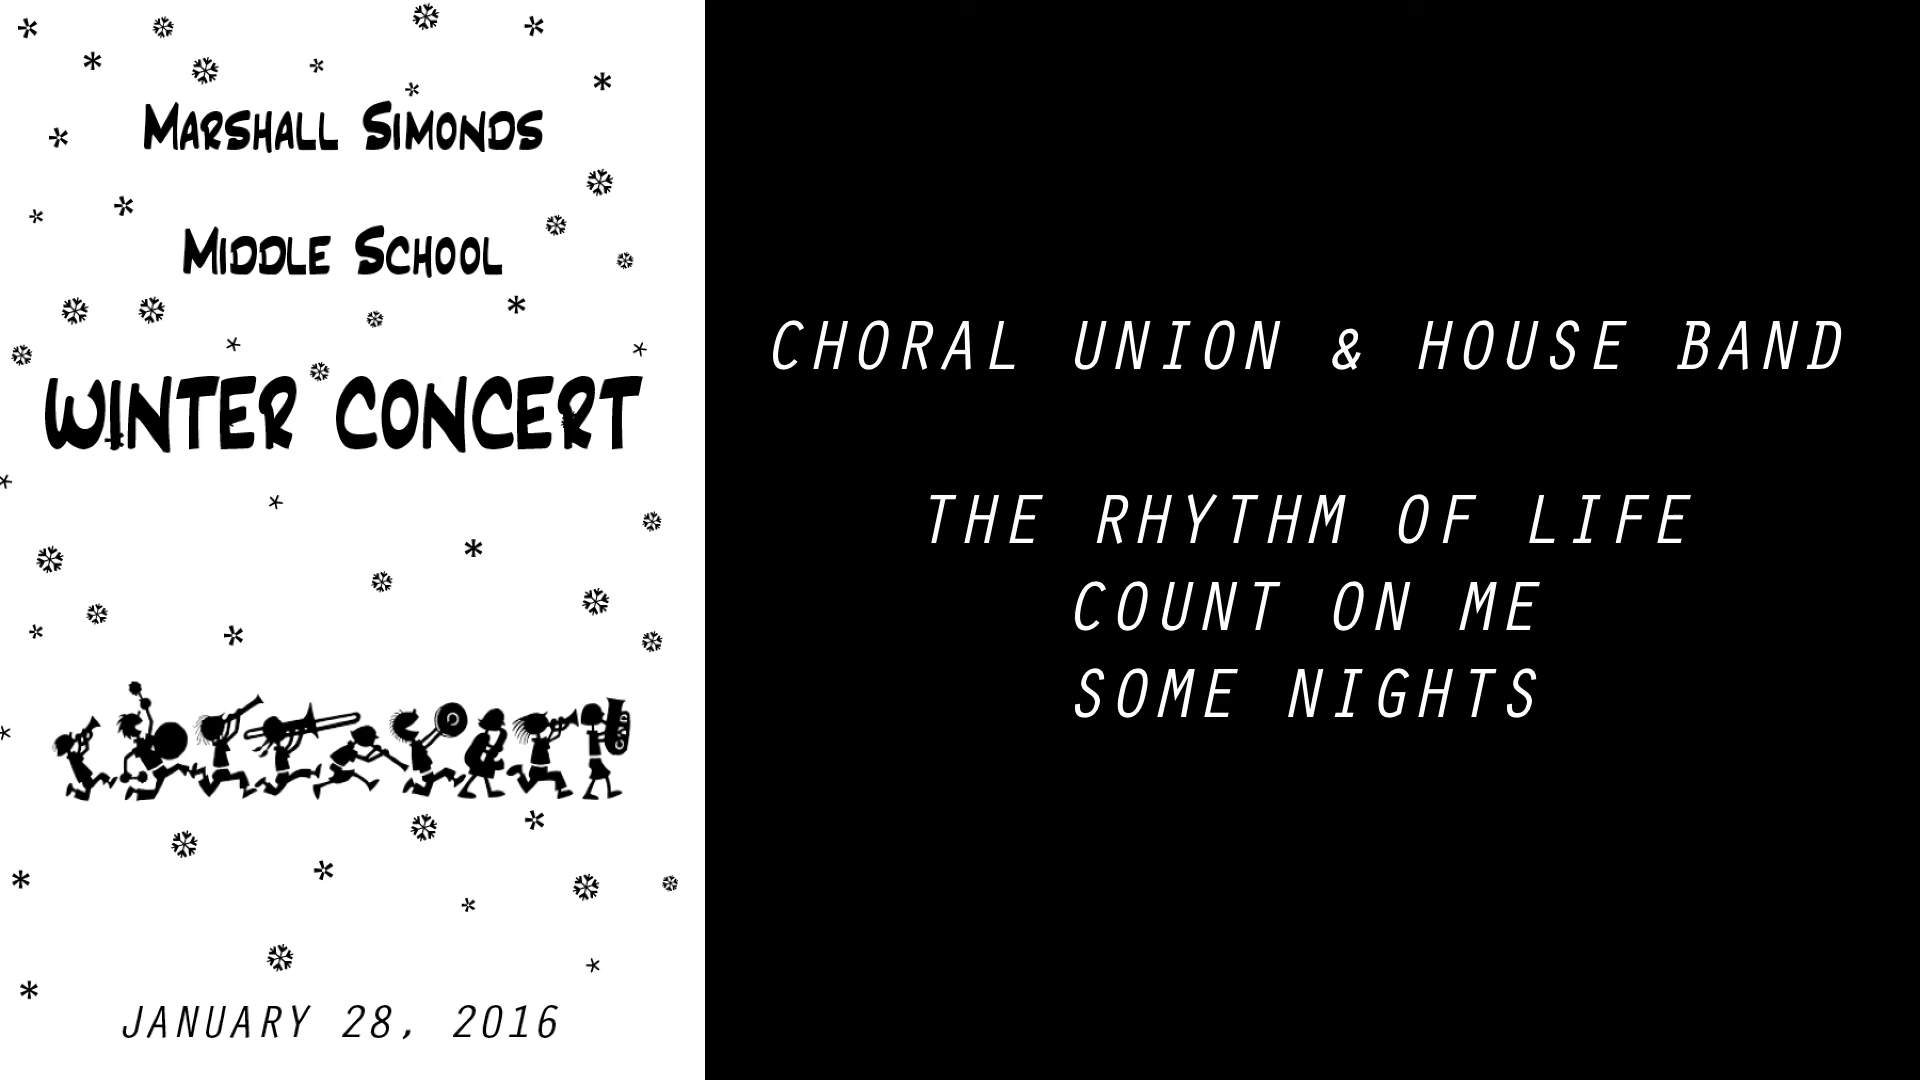 Marshall Simonds
Middle School
WINTER CONCERT
JANUARY 28, 2016
CHORAL UNION & HOUSE BAND
THE RHYTHM OF LIFE
COUNT ON ME
SOME NIGHTS